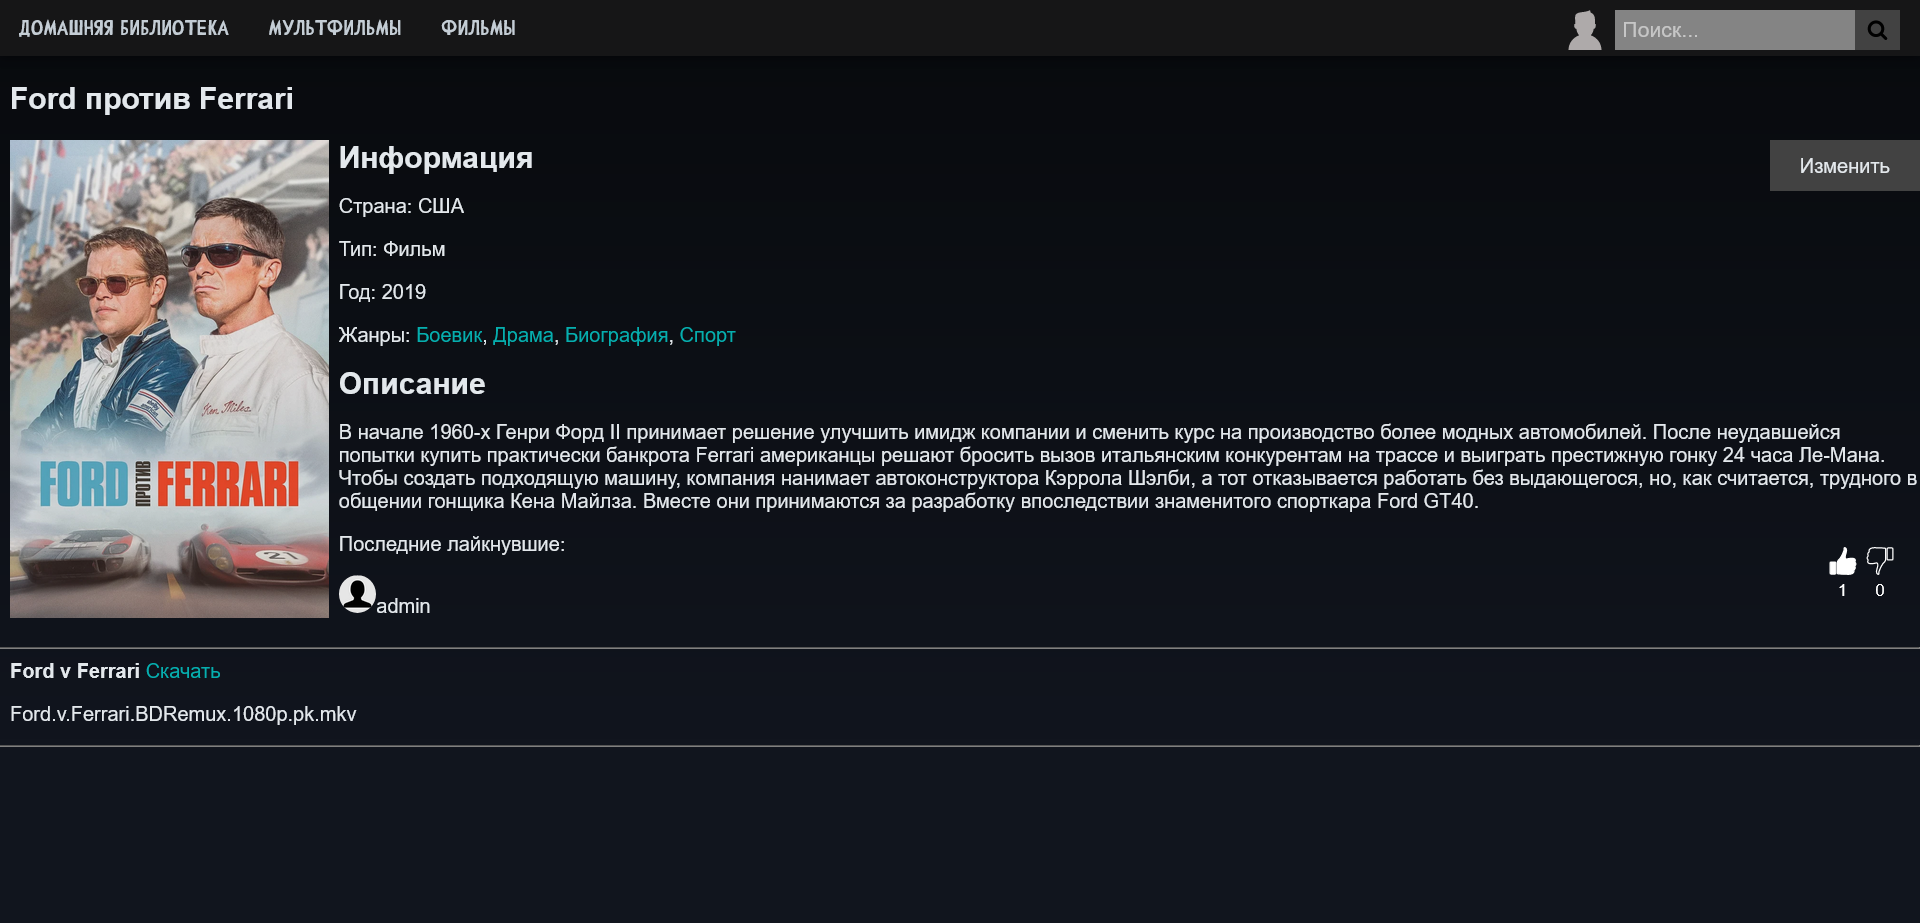 ДОМАШНЯЯ БИБЛИОТЕКА МУЛЬТФИЛЬМЫ ФИЛЬМЫ
Поиск...
Ford против Ferrari
FORD ПРОТИВ FERRARI
Ken Miles
21
Информация
Изменить
Страна: США
Тип: Фильм
Год: 2019
Жанры: Боевик, Драма, Биография, Спорт
Описание
В начале 1960-х Генри Форд II принимает решение улучшить имидж компании и сменить курс на производство более модных автомобилей. После неудавшейся
попытки купить практически банкрота Ferrari американцы решают бросить вызов итальянским конкурентам на трассе и выиграть престижную гонку 24 часа Ле-Мана.
Чтобы создать подходящую машину, компания нанимает автоконструктора Кэррола Шэлби, а тот отказывается работать без выдающегося, но, как считается, трудного в
общении гонщика Кена Майлза. Вместе они принимаются за разработку впоследствии знаменитого спорткара Ford GT40.
Последние лайкнувшие:
admin
1 0
Ford v Ferrari Скачать
Ford.v.Ferrari.BDRemux.1080p.pk.mkv